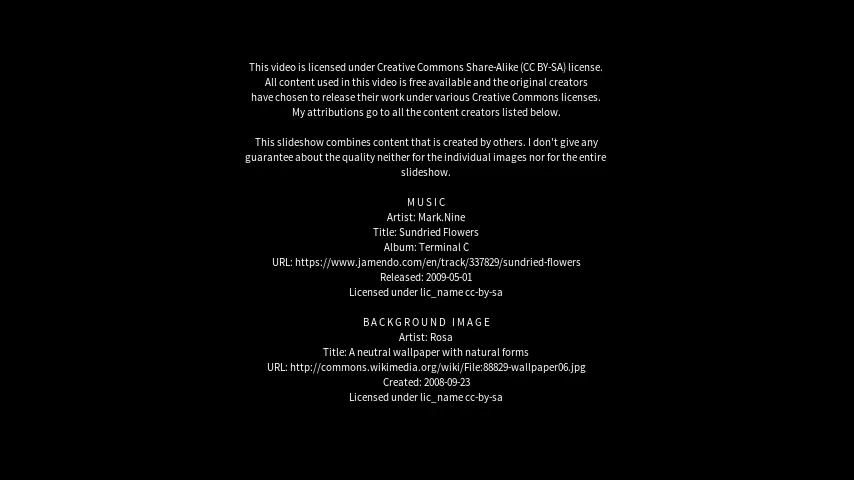 This video is licensed under Creative Commons Share-Alike (CC BY-SA) license.
All content used in this video is free available and the original creators
have chosen to release their work under various Creative Commons licenses.
My attributions go to all the content creators listed below.
This slideshow combines content that is created by others. I don't give any
guarantee about the quality neither for the individual images nor for the entire
slideshow.
MUSIC
Artist: Mark.Nine
Title: Sundried Flowers
Album: Terminal C
URL: https://www.jamendo.com/en/track/337829/sundried-flowers
Released: 2009-05-01
Licensed under lic_name cc-by-sa
BACKGROUND IMAGE
Artist: Rosa
Title: A neutral wallpaper with natural forms
URL: http://commons.wikimedia.org/wiki/File:88829-wallpaper06.jpg
Created: 2008-09-23
Licensed under lic_name cc-by-sa